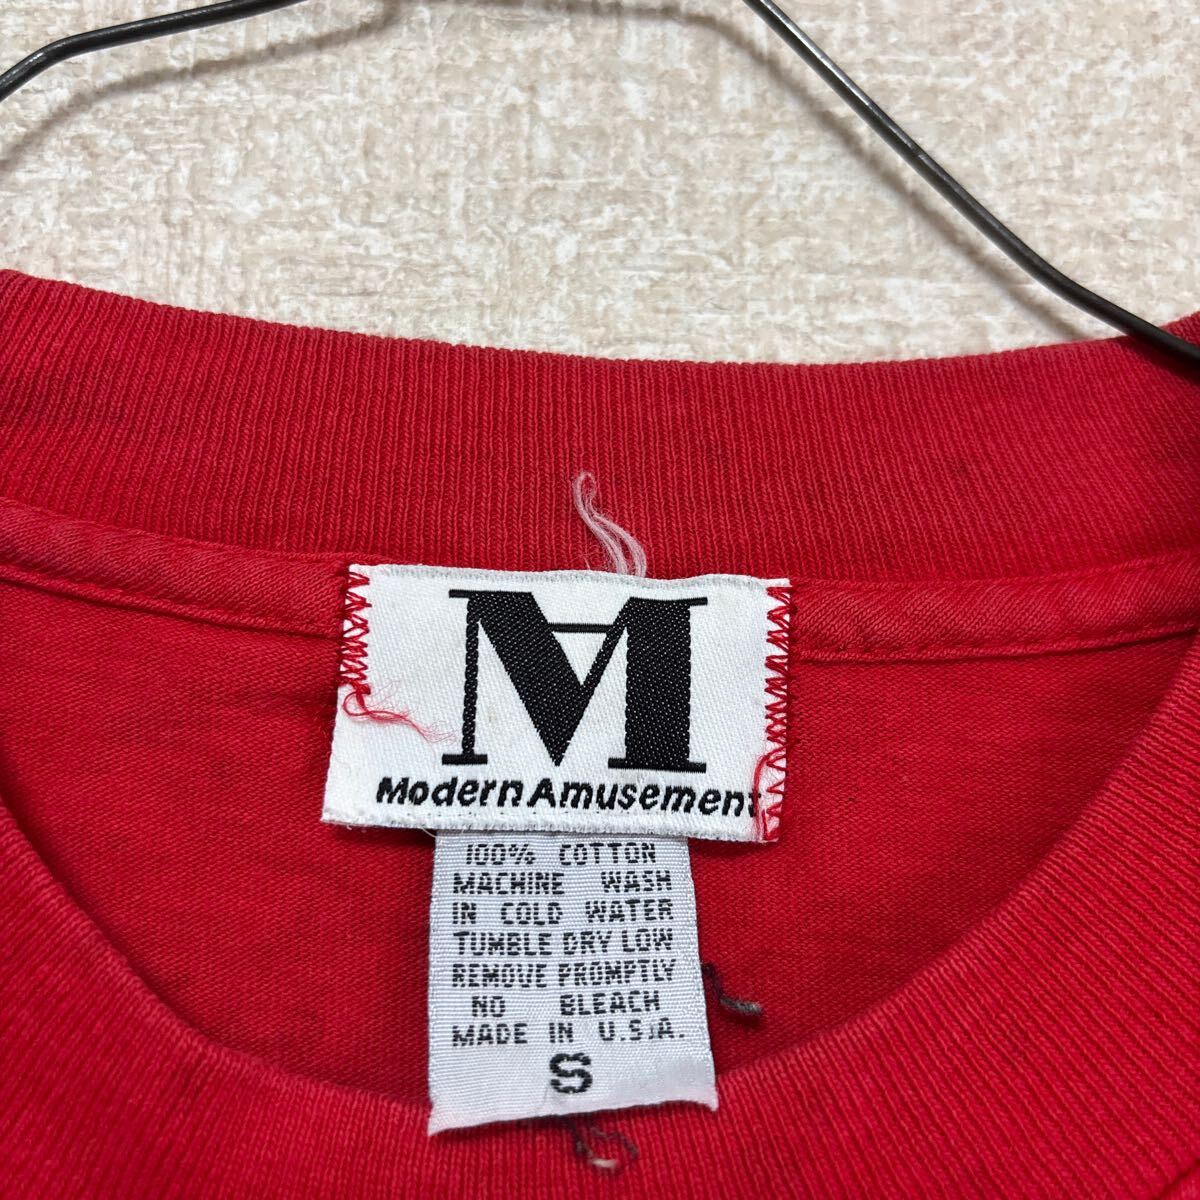 M
Modern Amusement
100% COTTON
MACHINE WASH
IN COLD WATER
TUMBLE DRY LOW
REMOVE PROMPTLY
NO BLEACH
MADE IN U.S.A.
S